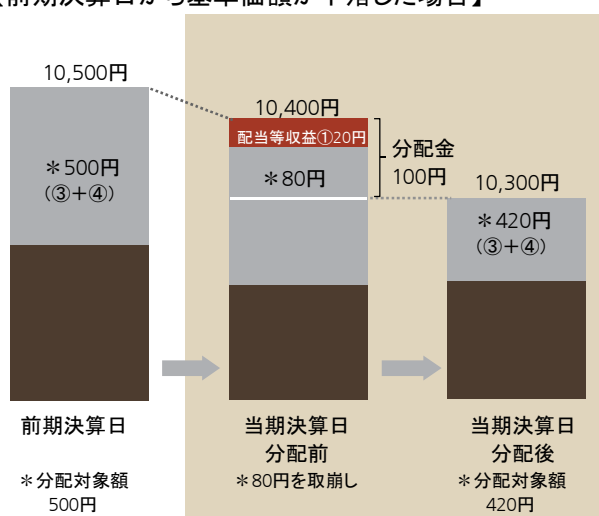 【前期決算日から基準価額が下落した場合】
10,500円
＊500円
（③＋④）
10,400円
配当等収益①20円
＊80円
分配金
100円
10,300円
＊420円
（③＋④）
前期決算日
＊分配対象額
500円
当期決算日
分配前
＊80円を取崩し
当期決算日
分配後
＊分配対象額
420円